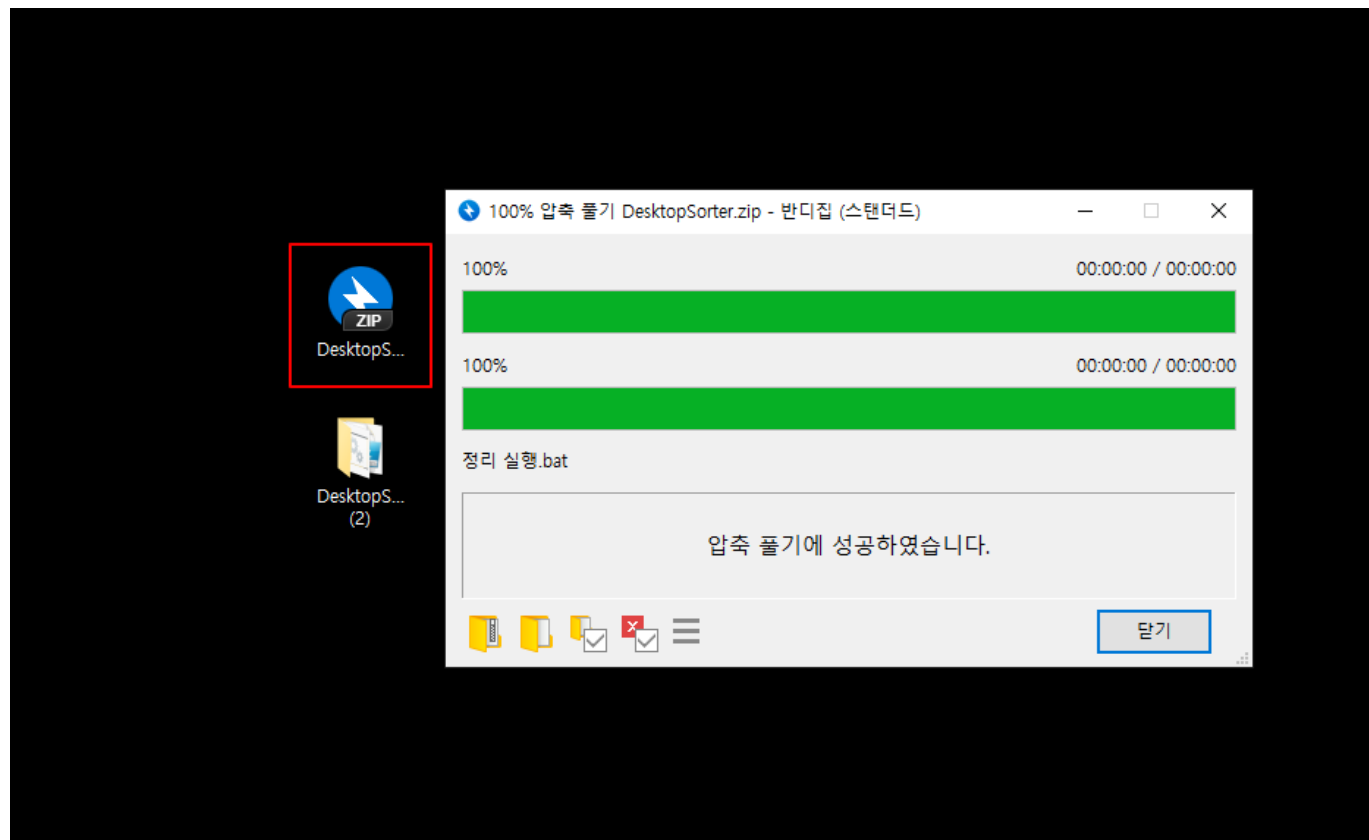 100% 압축 풀기 DesktopSorter.zip - 반디집 (스탠더드)
100%
00:00:00 / 00:00:00
ZIP
DesktopS...
100%
00:00:00 / 00:00:00
정리 실행.bat
DesktopS...
(2)
압축 풀기에 성공하였습니다.
닫기